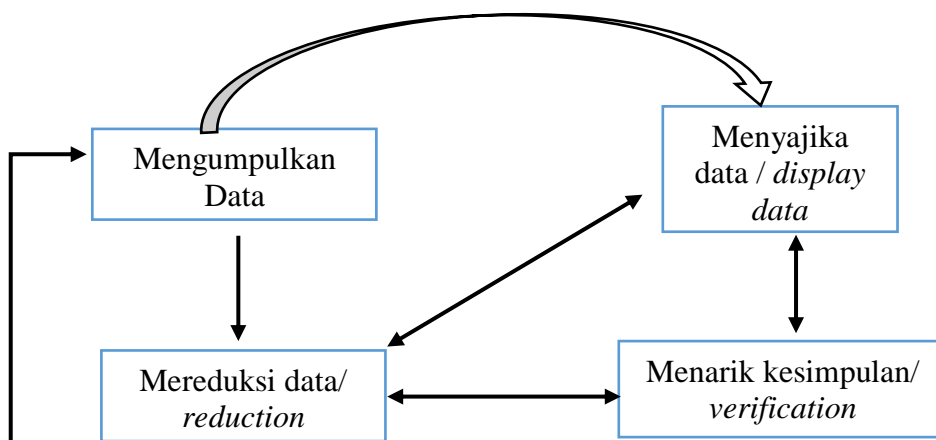 Mengumpulkan
Data
Menyajika
data / display
data
Mereduksi data/
reduction
Menarik kesimpulan/
verification